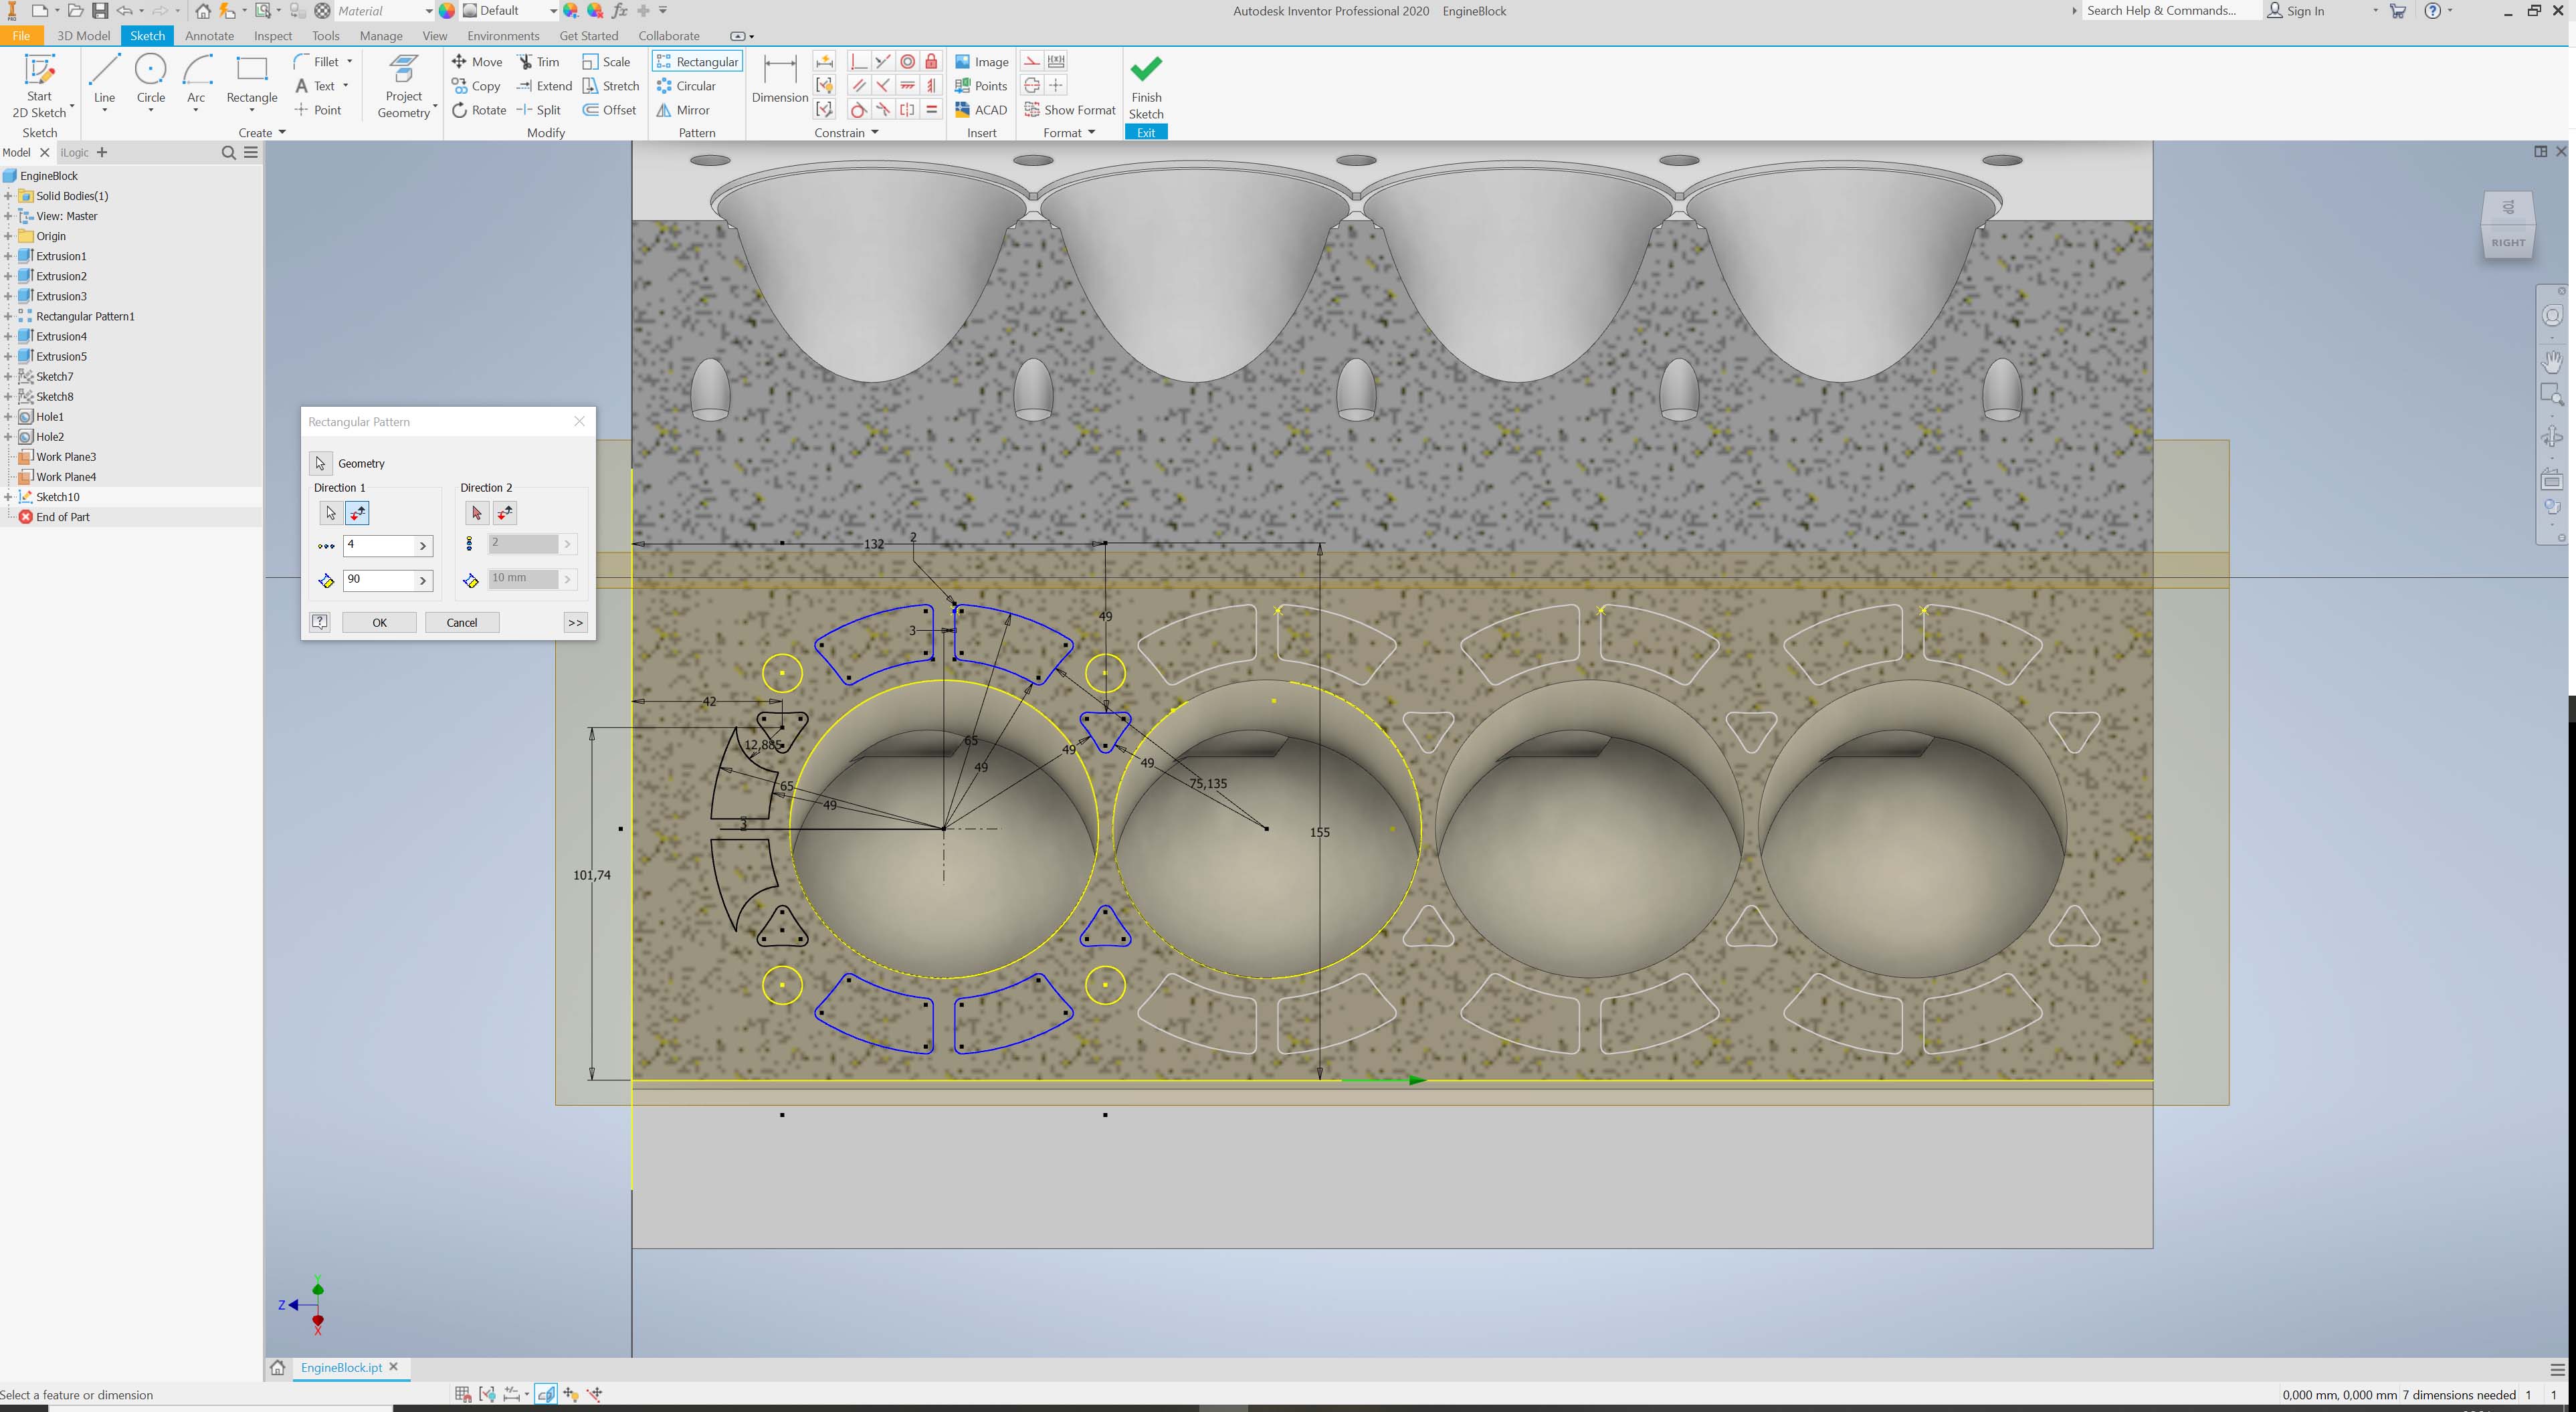 Material
Default
Autodesk Inventor Professional 2020 EngineBlock
Search Help & Commands...
Sign In
File 3D Model Sketch Annotate Inspect Tools Manage View Environments Get Started Collaborate
Start
2D Sketch
Line
Circle
Arc
Rectangle
Fillet
Text
Point
Project
Geometry
Move
Copy
Rotate
Trim
Extend
Split
Scale
Stretch
Offset
Rectangular
Circular
Mirror
Dimension
Image
Points
ACAD
Show Format
Finish
Sketch
Sketch Create Modify Pattern Constrain Insert Format Exit
Model iLogic
EngineBlock
Solid Bodies(1)
View: Master
Origin
Extrusion1
Extrusion2
Extrusion3
Rectangular Pattern1
Extrusion4
Extrusion5
Sketch7
Sketch8
Hole1
Hole2
Work Plane3
Work Plane4
Sketch10
End of Part
Rectangular Pattern
Geometry
Direction 1 Direction 2
4 2
90 10 mm
OK Cancel >>
TOP
RIGHT
132
2
49
3
42
12,885
65
49
49
65
49
49
75,135
3
155
101,74
Y
Z
X
EngineBlock.ipt
Select a feature or dimension
0,000 mm, 0,000 mm 7 dimensions needed 1 1